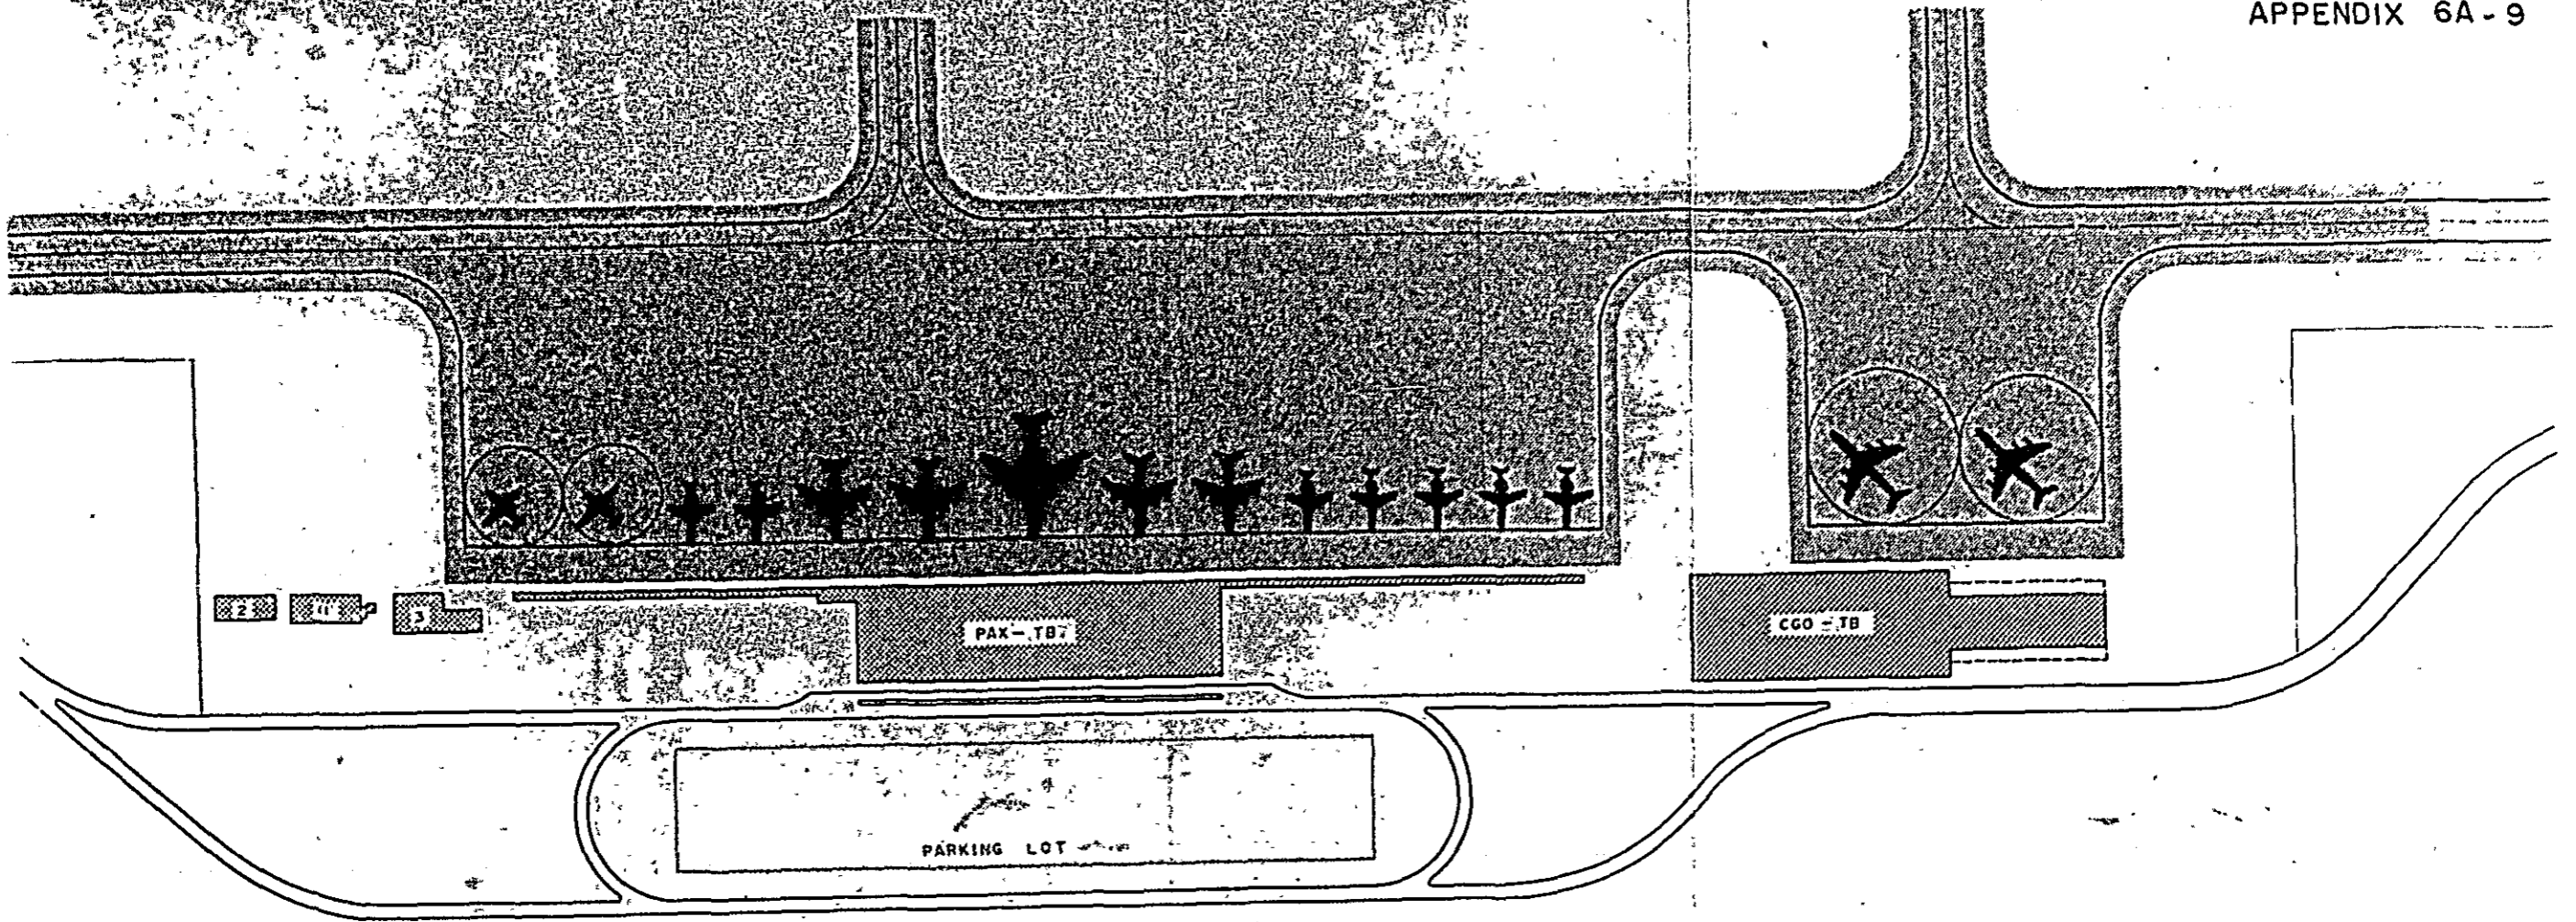 APPENDIX 6A-9
2
3
PAX-TB
CGO-TB
PARKING LOT